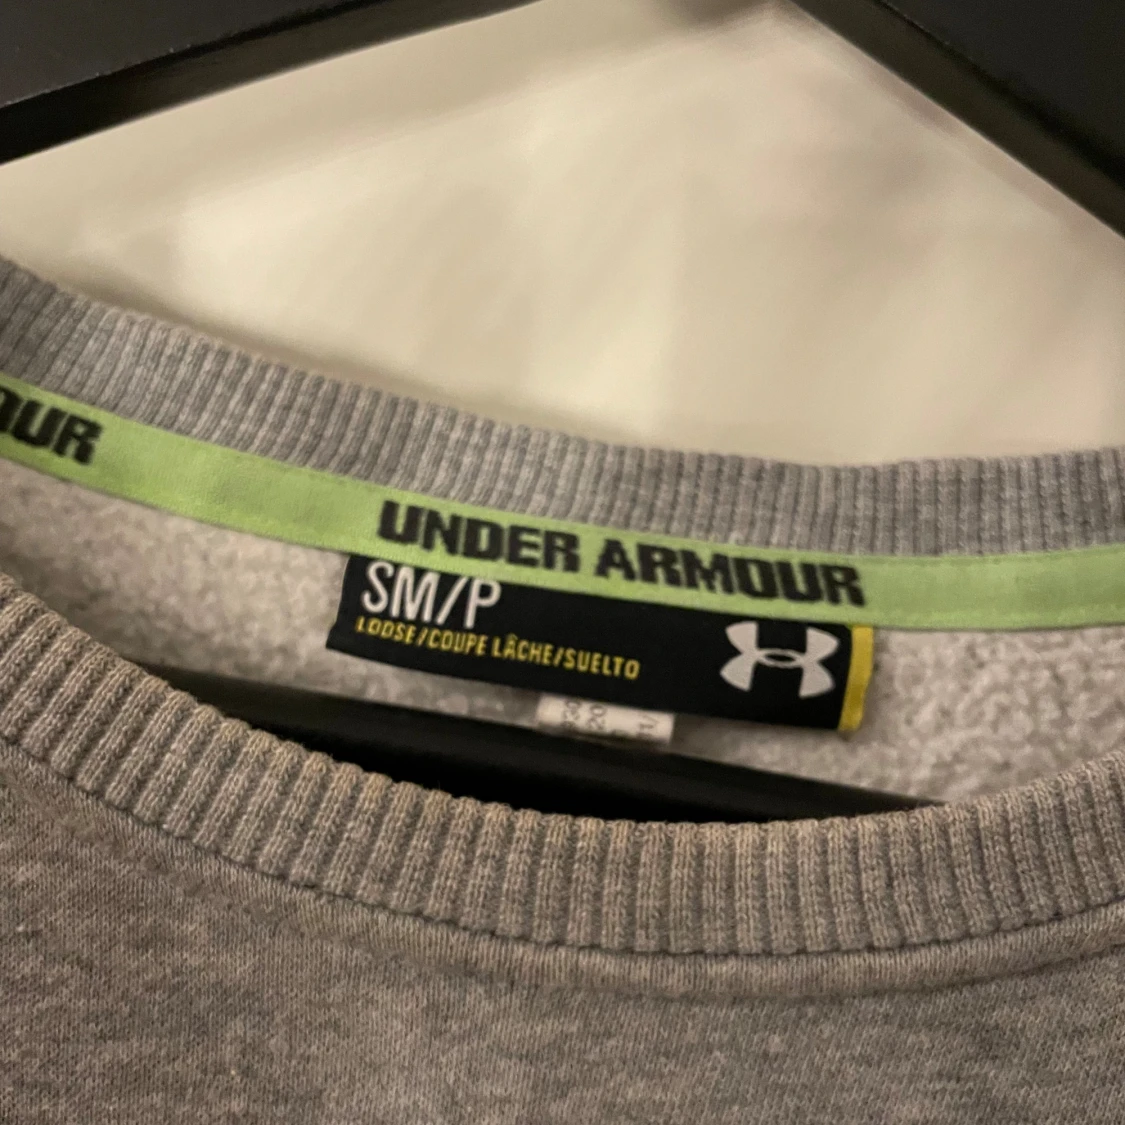 OUR
UNDER ARMOUR
SM/P
LOOSE/COUPE LÂCHE/SUELTO